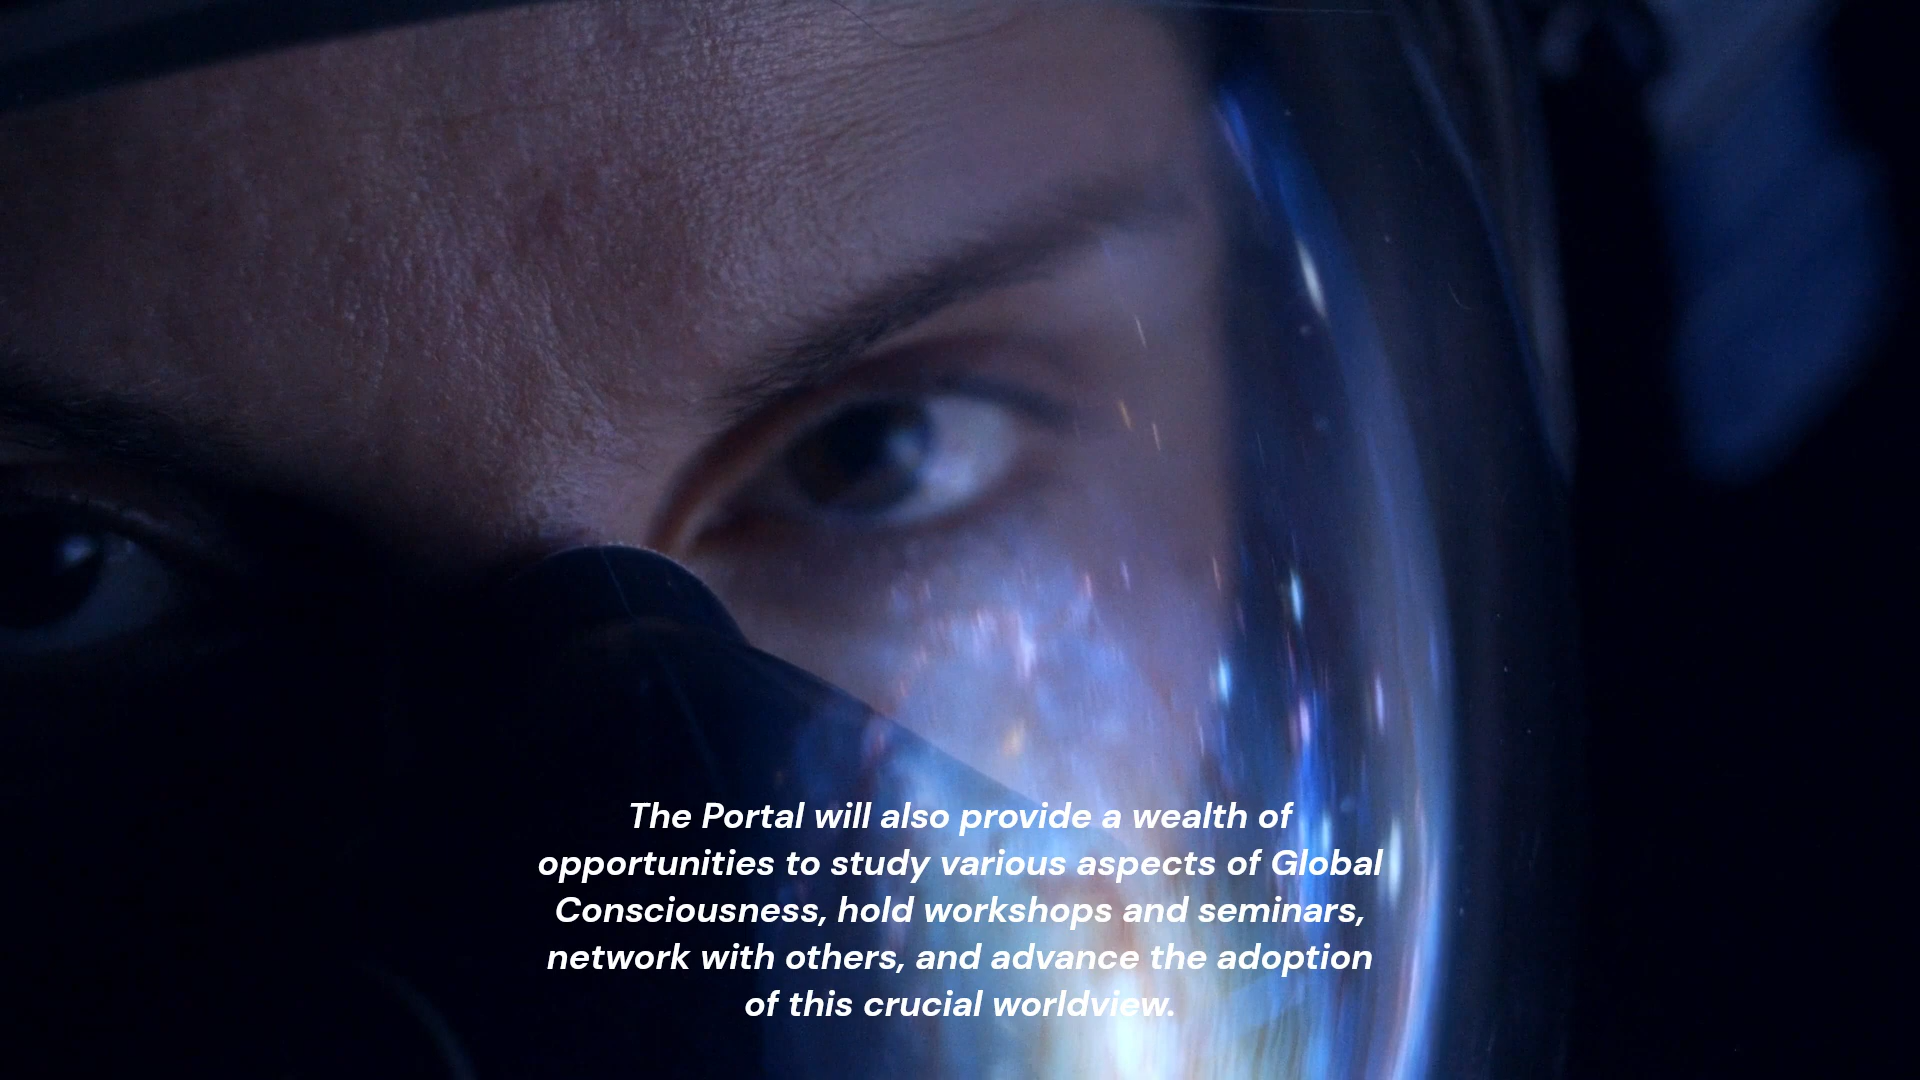 The Portal will also provide a wealth of
opportunities to study various aspects of Global
Consciousness, hold workshops and seminars,
network with others, and advance the adoption
of this crucial worldview.